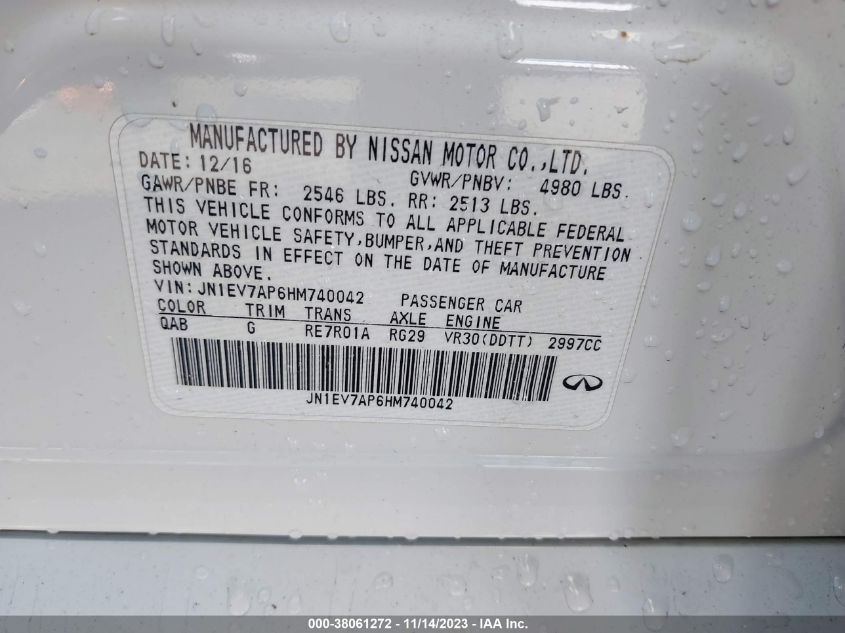 MANUFACTURED BY NISSAN MOTOR CO.,LTD.
DATE: 12/16 GVWR/PNBV: 4980 LBS.
GAWR/PNBE FR: 2546 LBS. RR: 2513 LBS.
THIS VEHICLE CONFORMS TO ALL APPLICABLE FEDERAL
MOTOR VEHICLE SAFETY,BUMPER,AND THEFT PREVENTION
STANDARDS IN EFFECT ON THE DATE OF MANUFACTURE
SHOWN ABOVE.
VIN: JN1EV7AP6HM740042 PASSENGER CAR
COLOR TRIM TRANS AXLE ENGINE
QAB G RE7R01A RG29 VR30(DDTT) 2997CC
JN1EV7AP6HM740042
000-38061272 - 11/14/2023 - IAA Inc.